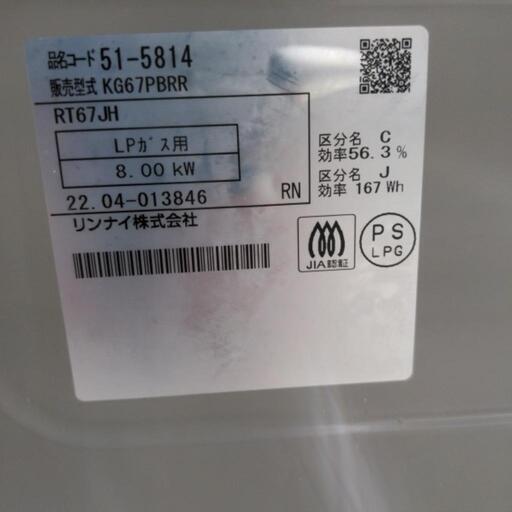 品名コード 51-5814
販売型式 KG67PBRR
RT67JH
LPガス用
8.00 kW
22.04-013846 RN
リンナイ株式会社
区分名 C
効率56.3%
区分名 J
効率 167 Wh
JIA認証
PS
LPG